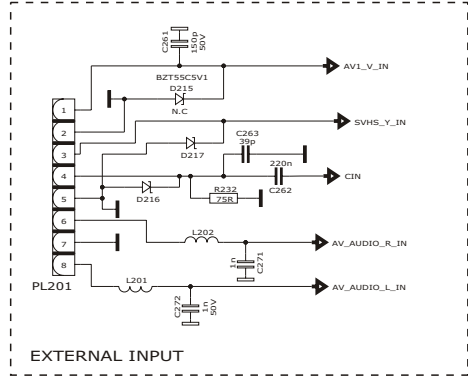 C261
150p
50V
AV1_V_IN
BZT55C5V1
D215
N.C
1
2
3
4
5
6
7
8
PL201
SVHS_Y_IN
D217
C263
39p
220n
C262
CIN
D216
R232
75R
L202
AV_AUDIO_R_IN
1n
C271
L201
AV_AUDIO_L_IN
C272
1n
50V
EXTERNAL INPUT